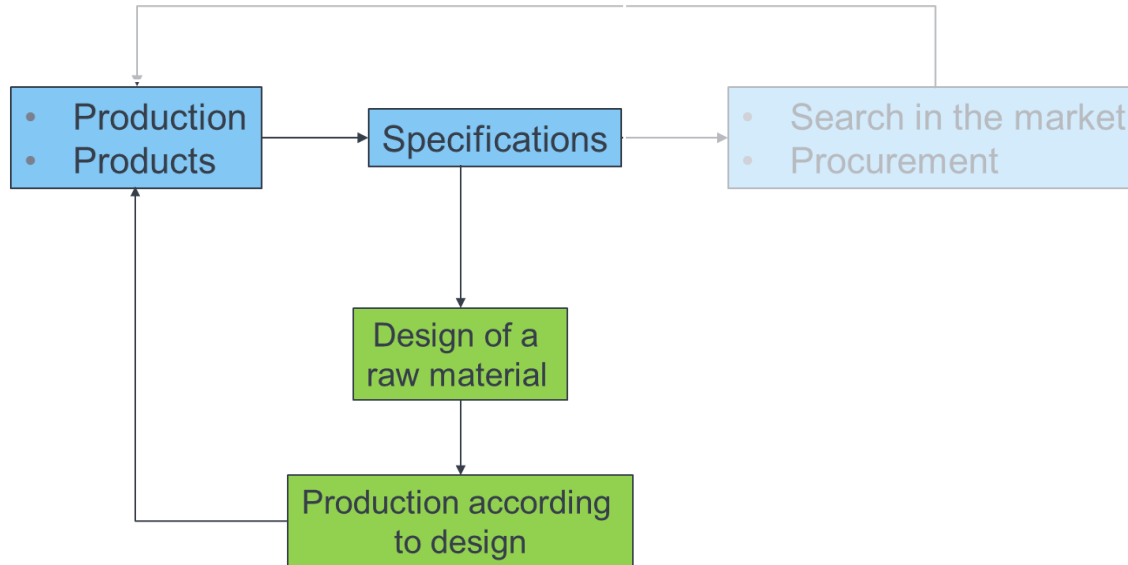 • Production
• Products
Specifications
• Search in the market
• Procurement
Design of a
raw material
Production according
to design